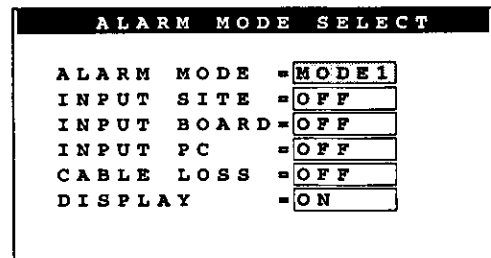 ALARM MODE SELECT
ALARM MODE =MODE1
INPUT SITE =OFF
INPUT BOARD=OFF
INPUT PC =OFF
CABLE LOSS =OFF
DISPLAY =ON